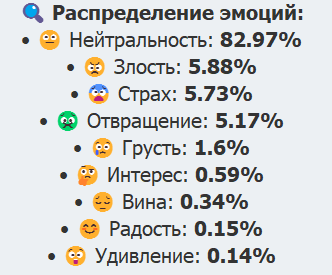 🔍 Распределение эмоций:
• 😐 Нейтральность: 82.97%
• 😠 Злость: 5.88%
• 😱 Страх: 5.73%
• 🤢 Отвращение: 5.17%
• 😢 Грусть: 1.6%
• 🤔 Интерес: 0.59%
• 😔 Вина: 0.34%
• 😊 Радость: 0.15%
• 😲 Удивление: 0.14%